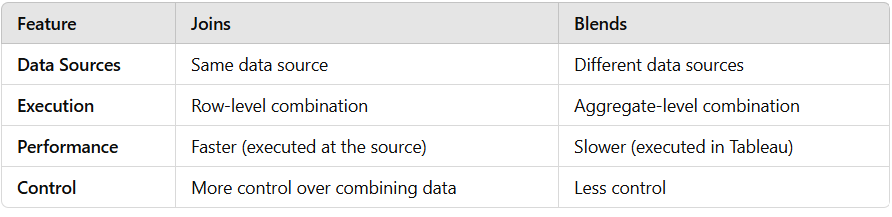 Feature Joins Blends
Data Sources Same data source Different data sources
Execution Row-level combination Aggregate-level combination
Performance Faster (executed at the source) Slower (executed in Tableau)
Control More control over combining data Less control